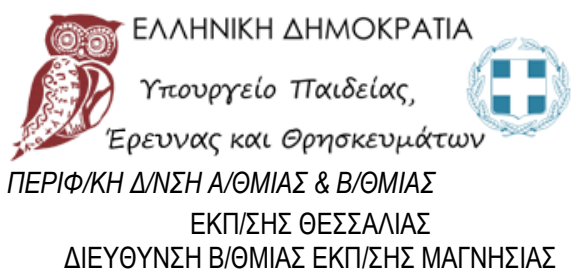 ΕΛΛΗΝΙΚΗ ΔΗΜΟΚΡΑΤΙΑ
Υπουργείο Παιδείας,
Έρευνας και Θρησκευμάτων
ΠΕΡΙΦ/ΚΗ Δ/ΝΣΗ Α/ΘΜΙΑΣ & Β/ΘΜΙΑΣ
ΕΚΠ/ΣΗΣ ΘΕΣΣΑΛΙΑΣ
ΔΙΕΥΘΥΝΣΗ Β/ΘΜΙΑΣ ΕΚΠ/ΣΗΣ ΜΑΓΝΗΣΙΑΣ